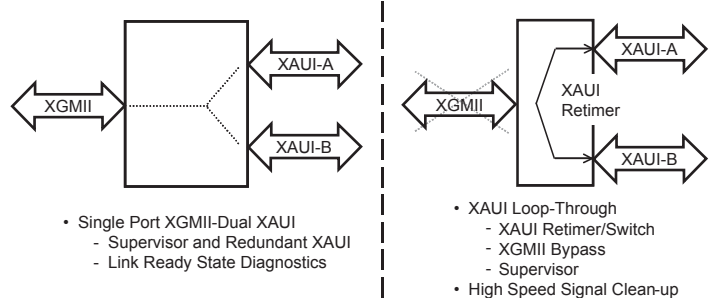 XGMII
XAUI-A
XAUI-B
• Single Port XGMII-Dual XAUI
- Supervisor and Redundant XAUI
- Link Ready State Diagnostics
XGMII
XAUI-A
XAUI
Retimer
XAUI-B
• XAUI Loop-Through
- XAUI Retimer/Switch
- XGMII Bypass
- Supervisor
• High Speed Signal Clean-up